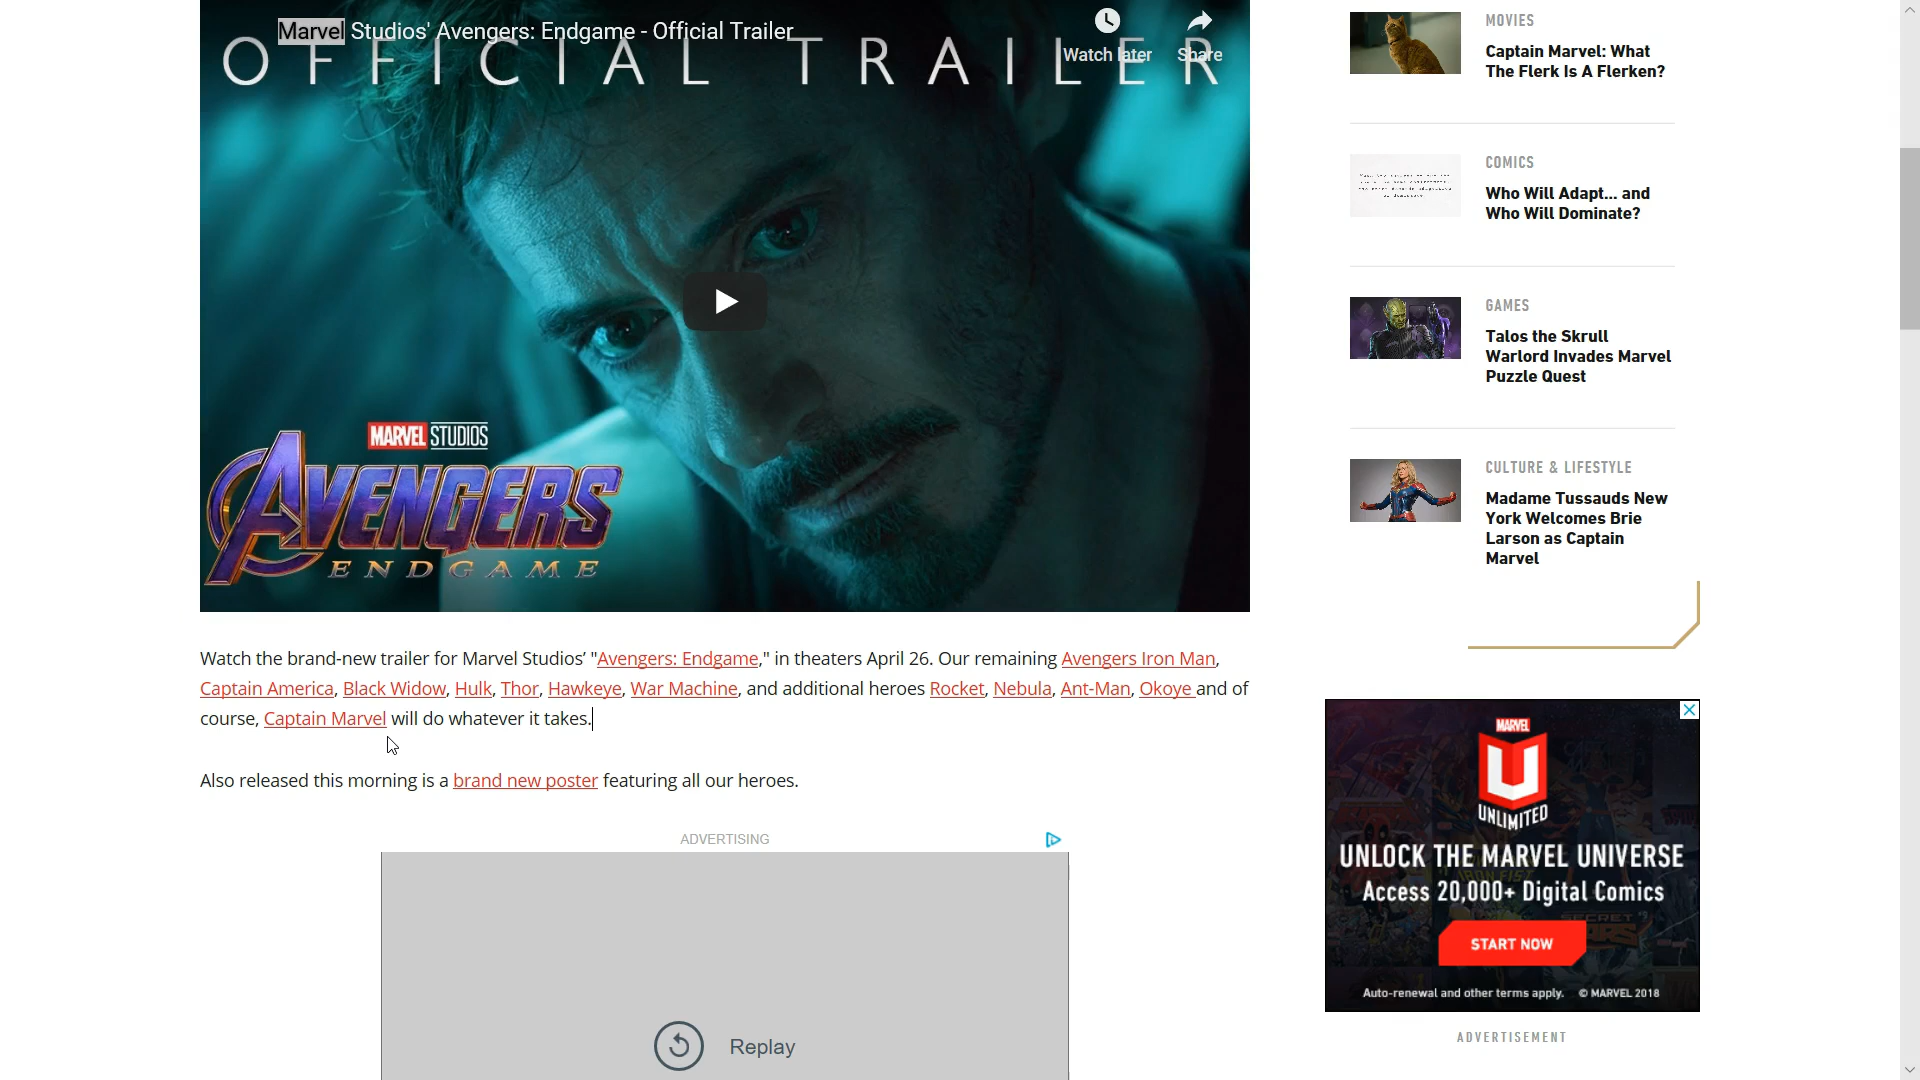 Marvel Studios' Avengers: Endgame - Official Trailer
Watch later
Share
OFFICIAL TRAILER
MARVEL STUDIOS
AVENGERS
ENDGAME
Watch the brand-new trailer for Marvel Studios’ "Avengers: Endgame," in theaters April 26. Our remaining Avengers Iron Man,
Captain America, Black Widow, Hulk, Thor, Hawkeye, War Machine, and additional heroes Rocket, Nebula, Ant-Man, Okoye and of
course, Captain Marvel will do whatever it takes.
Also released this morning is a brand new poster featuring all our heroes.
ADVERTISING
Replay
MOVIES
Captain Marvel: What
The Flerk Is A Flerken?
COMICS
Who Will Adapt... and
Who Will Dominate?
GAMES
Talos the Skrull
Warlord Invades Marvel
Puzzle Quest
CULTURE & LIFESTYLE
Madame Tussauds New
York Welcomes Brie
Larson as Captain
Marvel
MARVEL
UNLIMITED
UNLOCK THE MARVEL UNIVERSE
Access 20,000+ Digital Comics
START NOW
Auto-renewal and other terms apply. © MARVEL 2018
ADVERTISEMENT